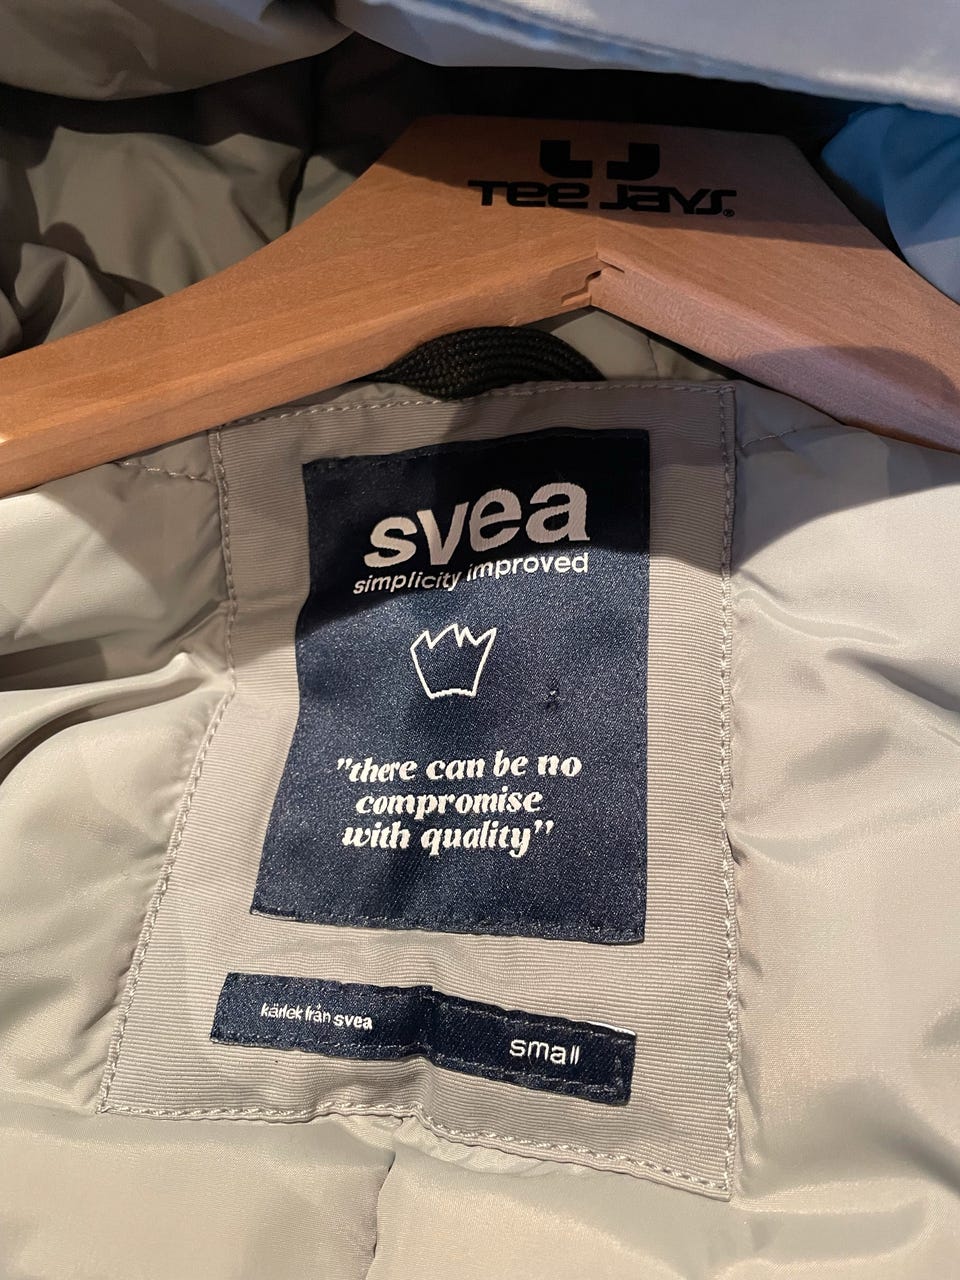 Tee Jays®
svea
simplicity improved
"there can be no
compromise
with quality"
kärlek från svea
small